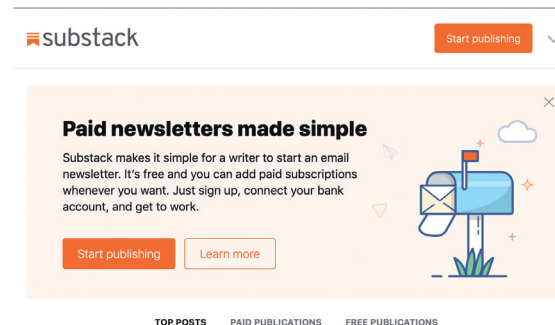 substack
Start publishing
Paid newsletters made simple
Substack makes it simple for a writer to start an email
newsletter. It's free and you can add paid subscriptions
whenever you want. Just sign up, connect your bank
account, and get to work.
Start publishing
Learn more
TOP POSTS
PAID PUBLICATIONS
FREE PUBLICATIONS